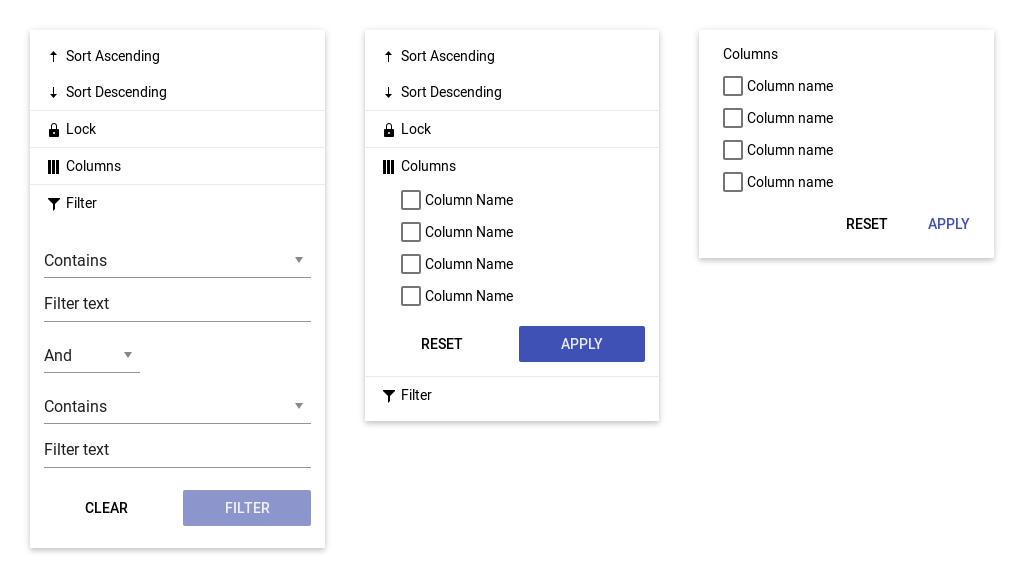 Sort Ascending
Sort Descending
Lock
Columns
Filter
Contains
Filter text
And
Contains
Filter text
CLEAR FILTER
Sort Ascending
Sort Descending
Lock
Columns
Column Name
Column Name
Column Name
Column Name
RESET APPLY
Filter
Columns
Column name
Column name
Column name
Column name
RESET APPLY